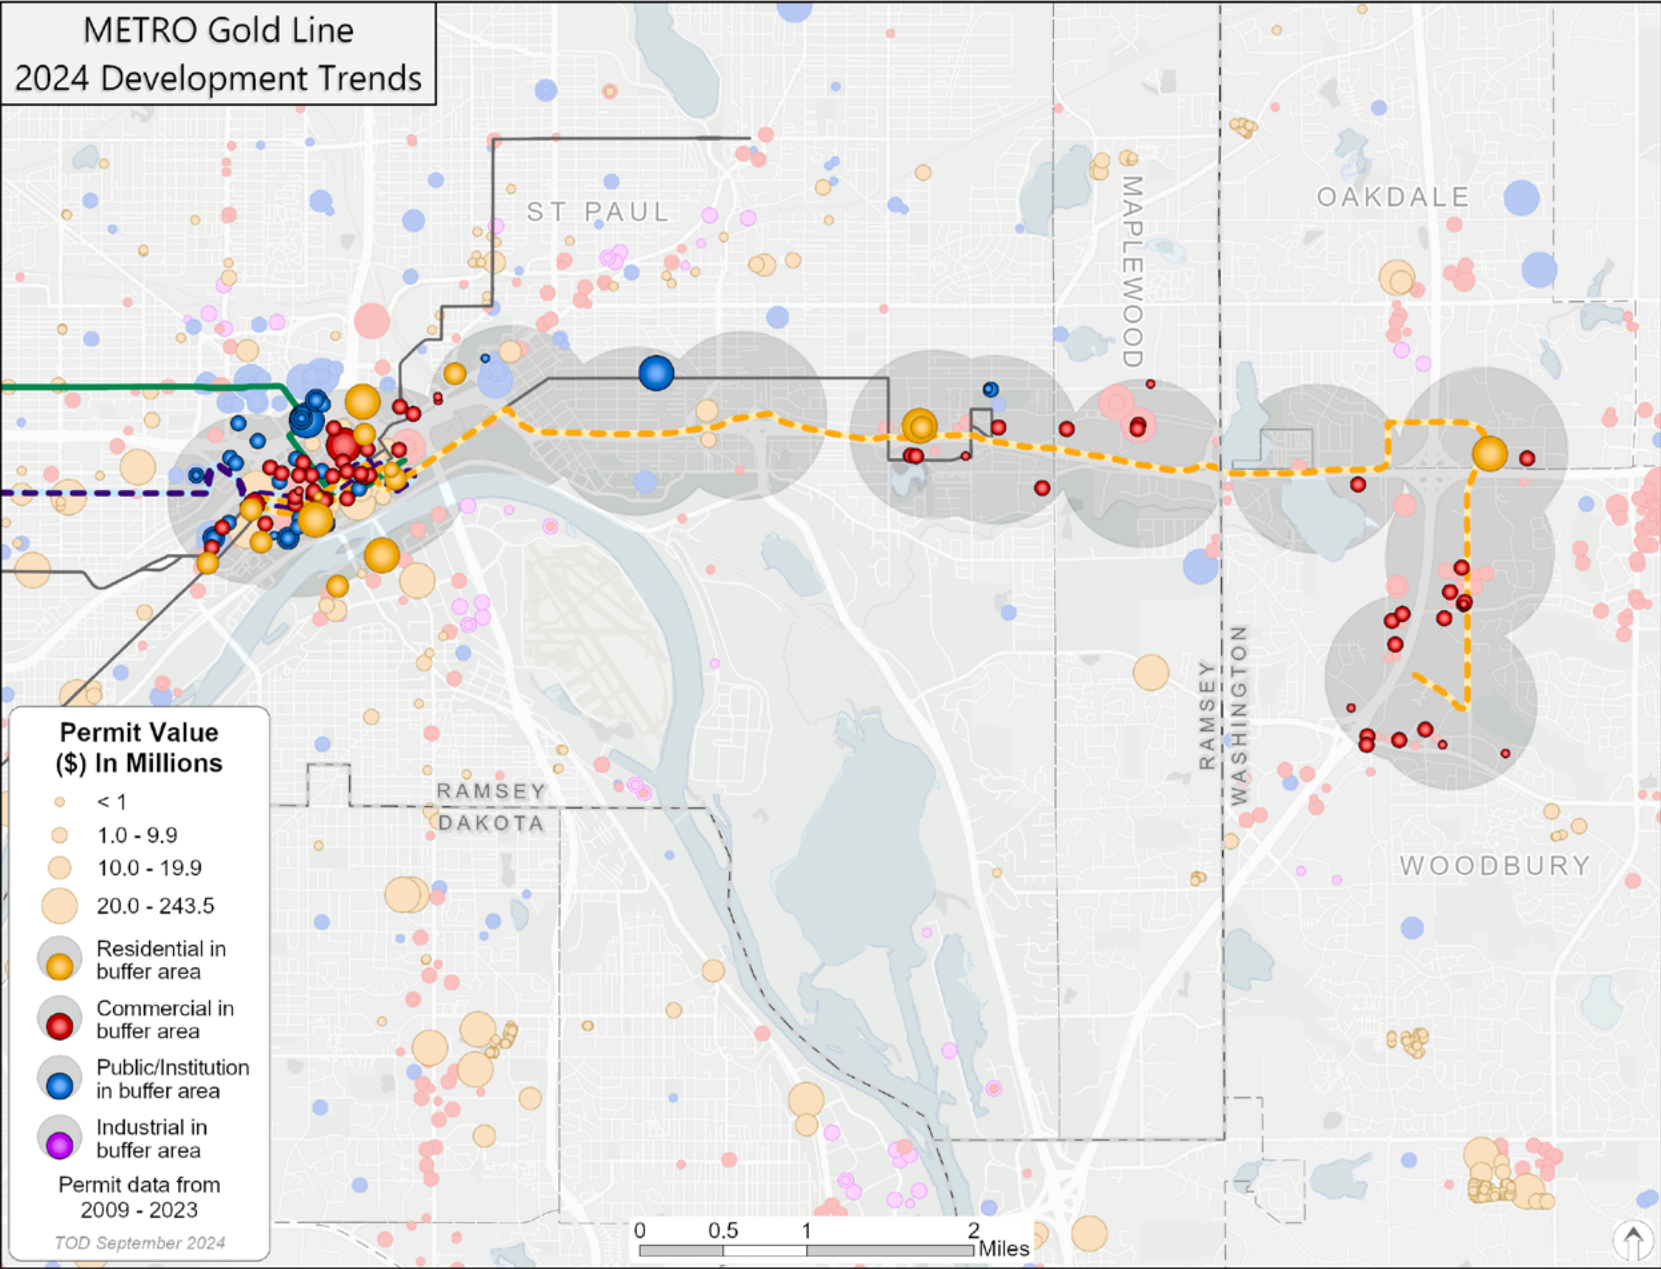 METRO Gold Line
2024 Development Trends
ST PAUL
MAPLEWOOD
OAKDALE
RAMSEY
WASHINGTON
RAMSEY
DAKOTA
WOODBURY
Permit Value
($) In Millions
< 1
1.0 - 9.9
10.0 - 19.9
20.0 - 243.5
Residential in
buffer area
Commercial in
buffer area
Public/Institution
in buffer area
Industrial in
buffer area
Permit data from
2009 - 2023
TOD September 2024
0 0.5 1 2
Miles